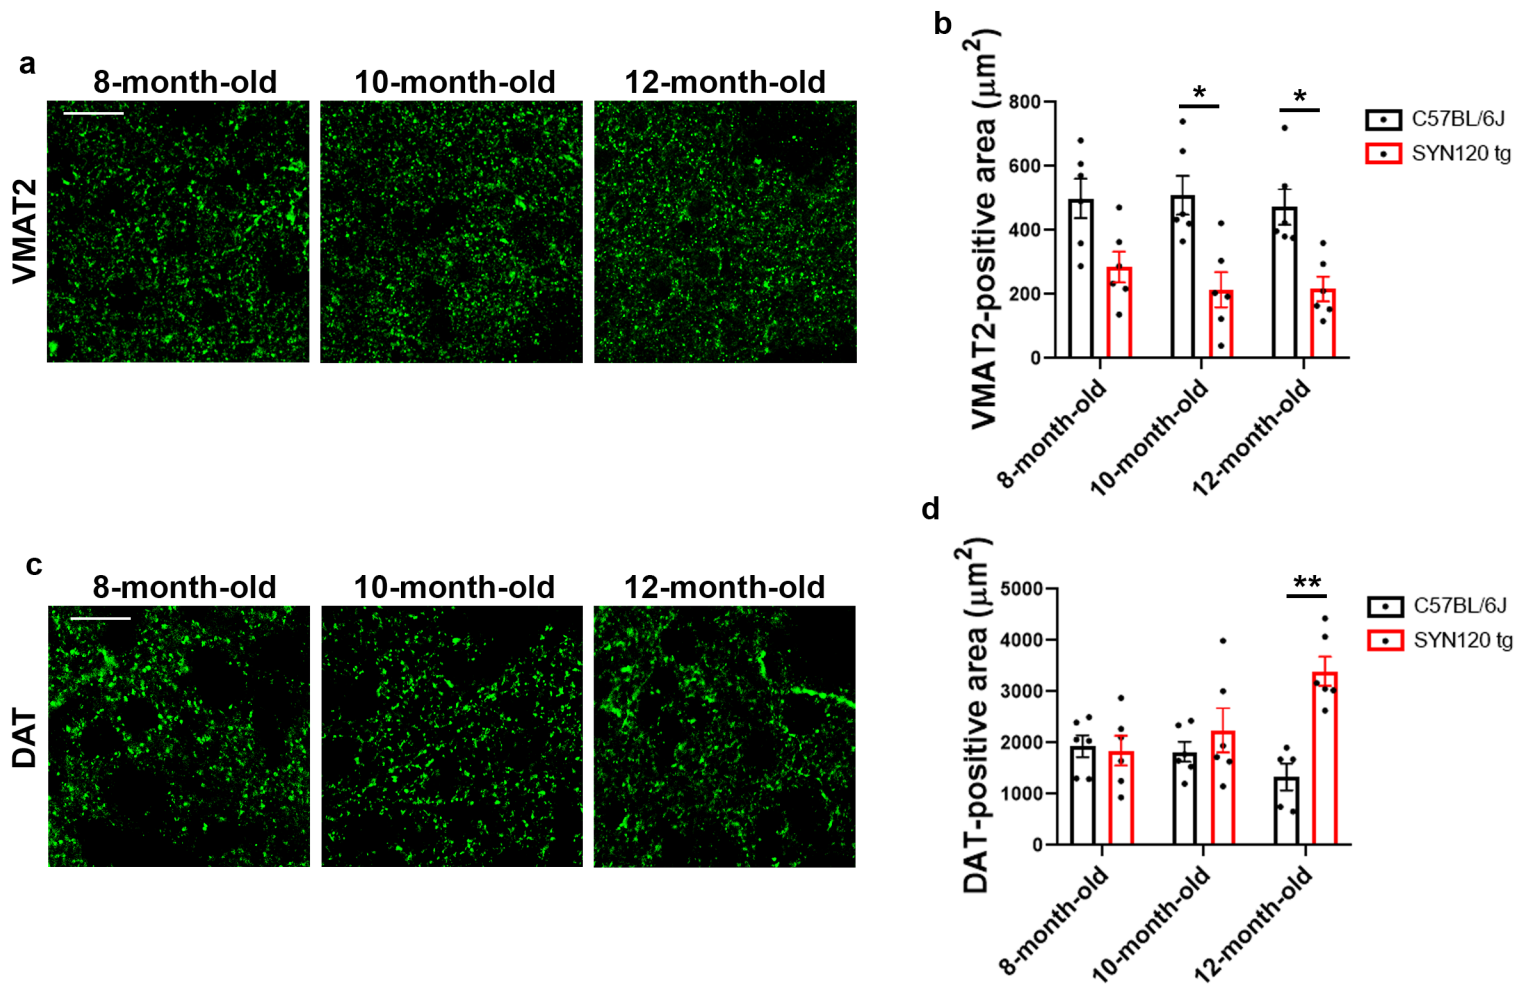 a
8-month-old 10-month-old 12-month-old
VMAT2
b
VMAT2-positive area (μm²)
800
600
400
200
0
* *
C57BL/6J
SYN120 tg
8-month-old
10-month-old
12-month-old
c
8-month-old 10-month-old 12-month-old
DAT
d
DAT-positive area (μm²)
5000
4000
3000
2000
1000
0
**
C57BL/6J
SYN120 tg
8-month-old
10-month-old
12-month-old